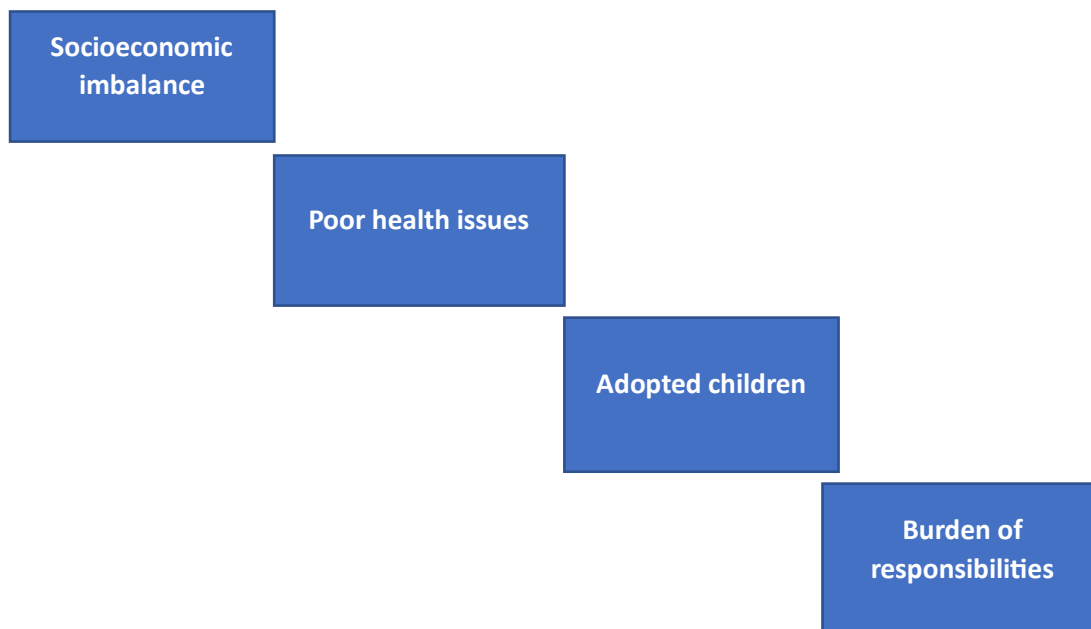 Socioeconomic
imbalance
Poor health issues
Adopted children
Burden of
responsibilities